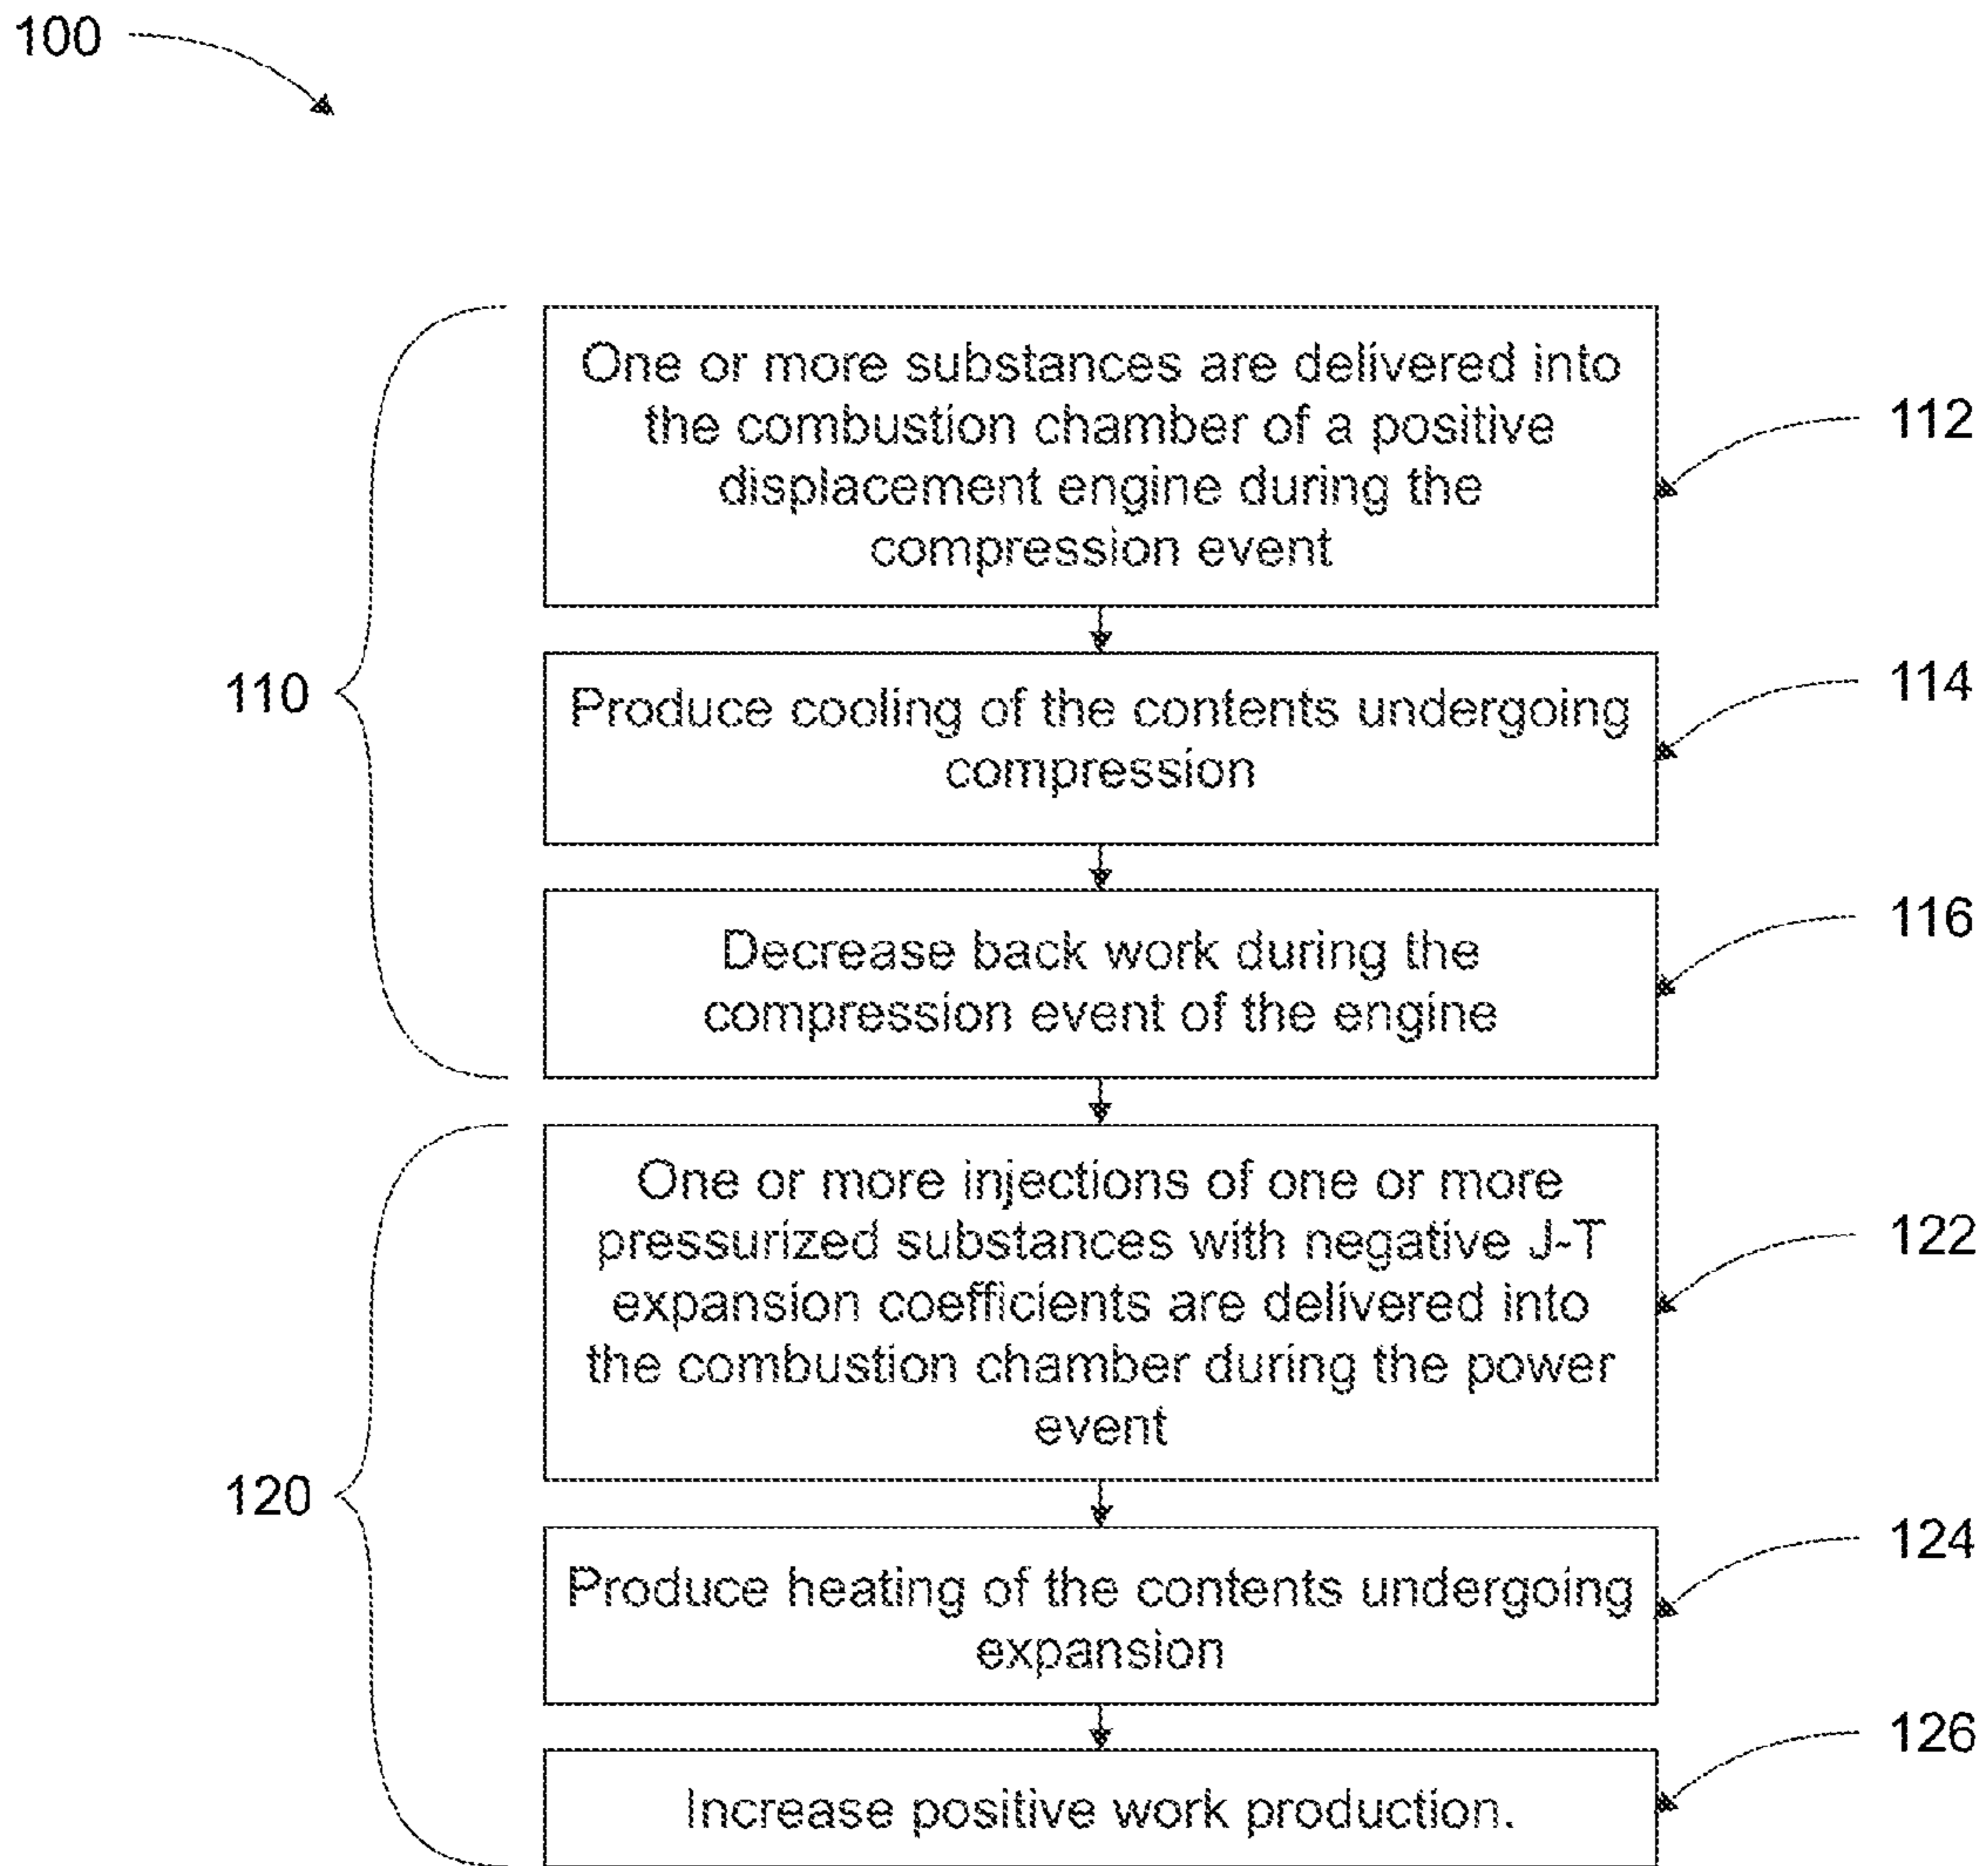 100
One or more substances are delivered into
the combustion chamber of a positive
displacement engine during the
compression event
112
110
Produce cooling of the contents undergoing
compression
114
Decrease back work during the
compression event of the engine
116
One or more injections of one or more
pressurized substances with negative J-T
expansion coefficients are delivered into
the combustion chamber during the power
event
122
120
Produce heating of the contents undergoing
expansion
124
Increase positive work production.
126